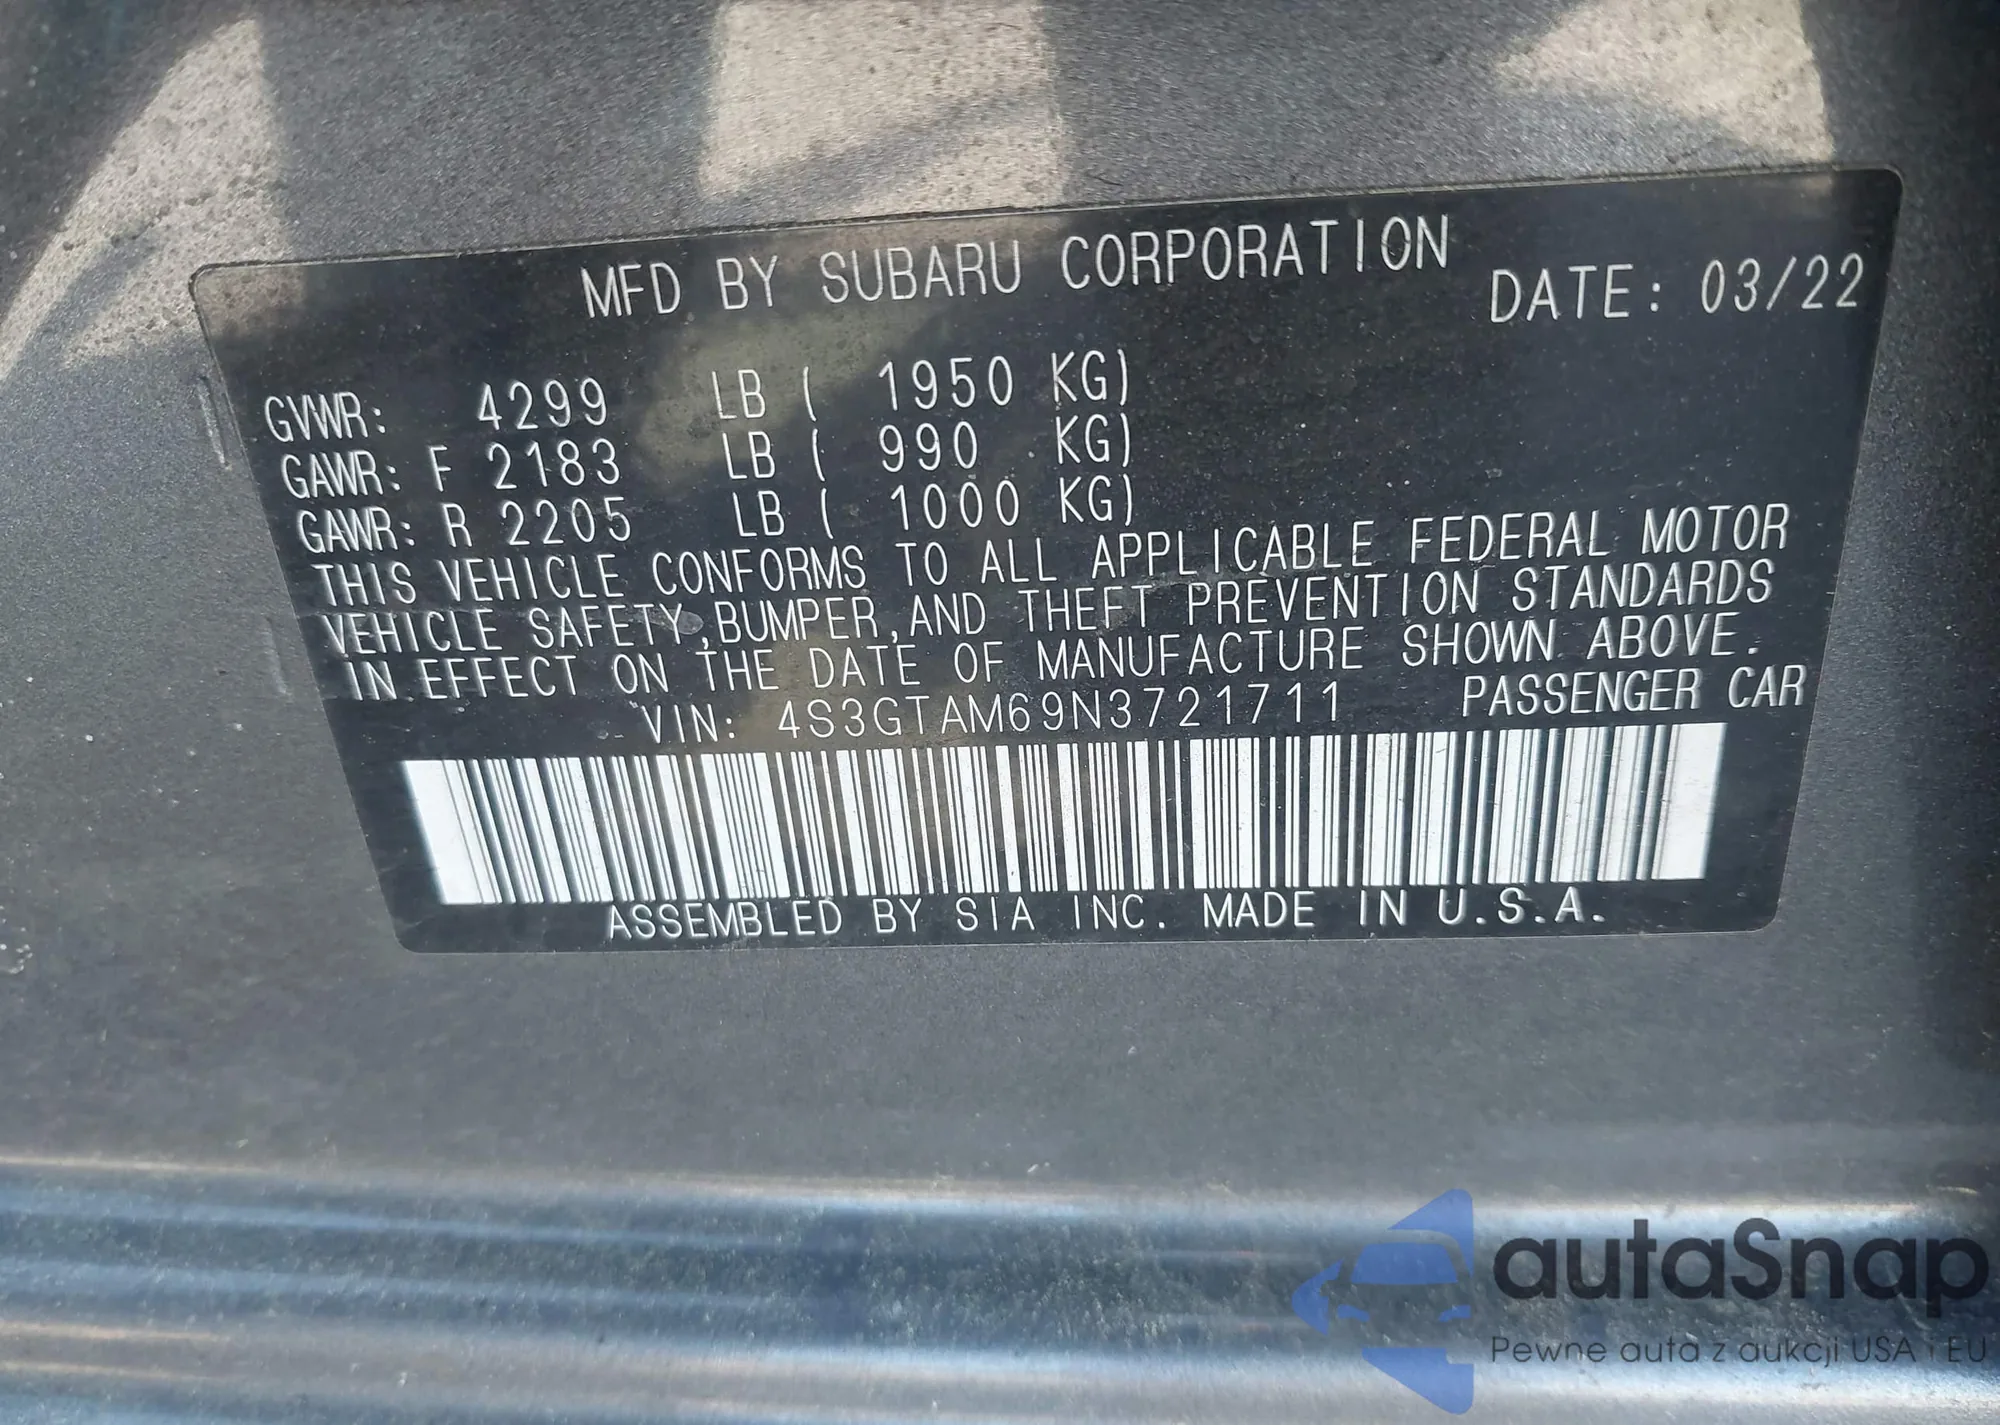 MFD BY SUBARU CORPORATION
DATE: 03/22
GVWR: 4299 LB ( 1950 KG)
GAWR: F 2183 LB ( 990 KG)
GAWR: R 2205 LB ( 1000 KG)
THIS VEHICLE CONFORMS TO ALL APPLICABLE FEDERAL MOTOR
VEHICLE SAFETY,BUMPER,AND THEFT PREVENTION STANDARDS
IN EFFECT ON THE DATE OF MANUFACTURE SHOWN ABOVE.
VIN: 4S3GTAM69N3721711 PASSENGER CAR
ASSEMBLED BY SIA INC. MADE IN U.S.A.
autaSnap
Pewne auta z aukcji USA i EU